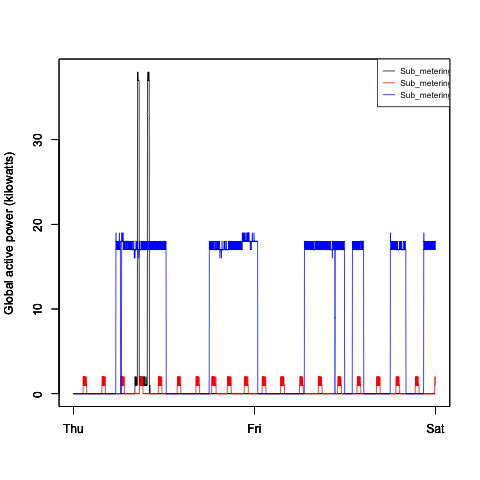 Sub_metering
Sub_metering
Sub_metering
Global active power (kilowatts)
30
20
10
0
Thu Fri Sat